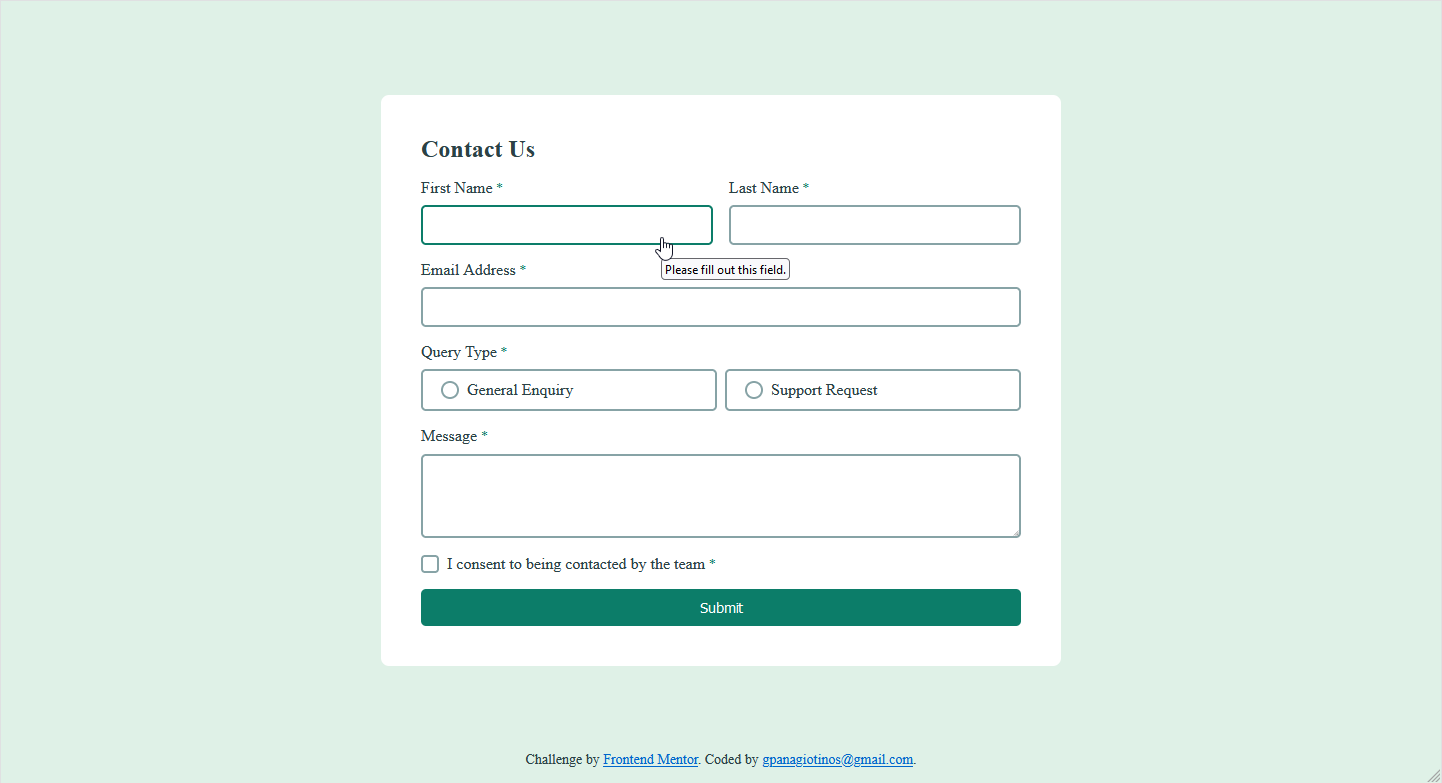 Contact Us
First Name *
Last Name *
Please fill out this field.
Email Address *
Query Type *
General Enquiry
Support Request
Message *
I consent to being contacted by the team *
Submit
Challenge by Frontend Mentor. Coded by gpanagiotinos@gmail.com.